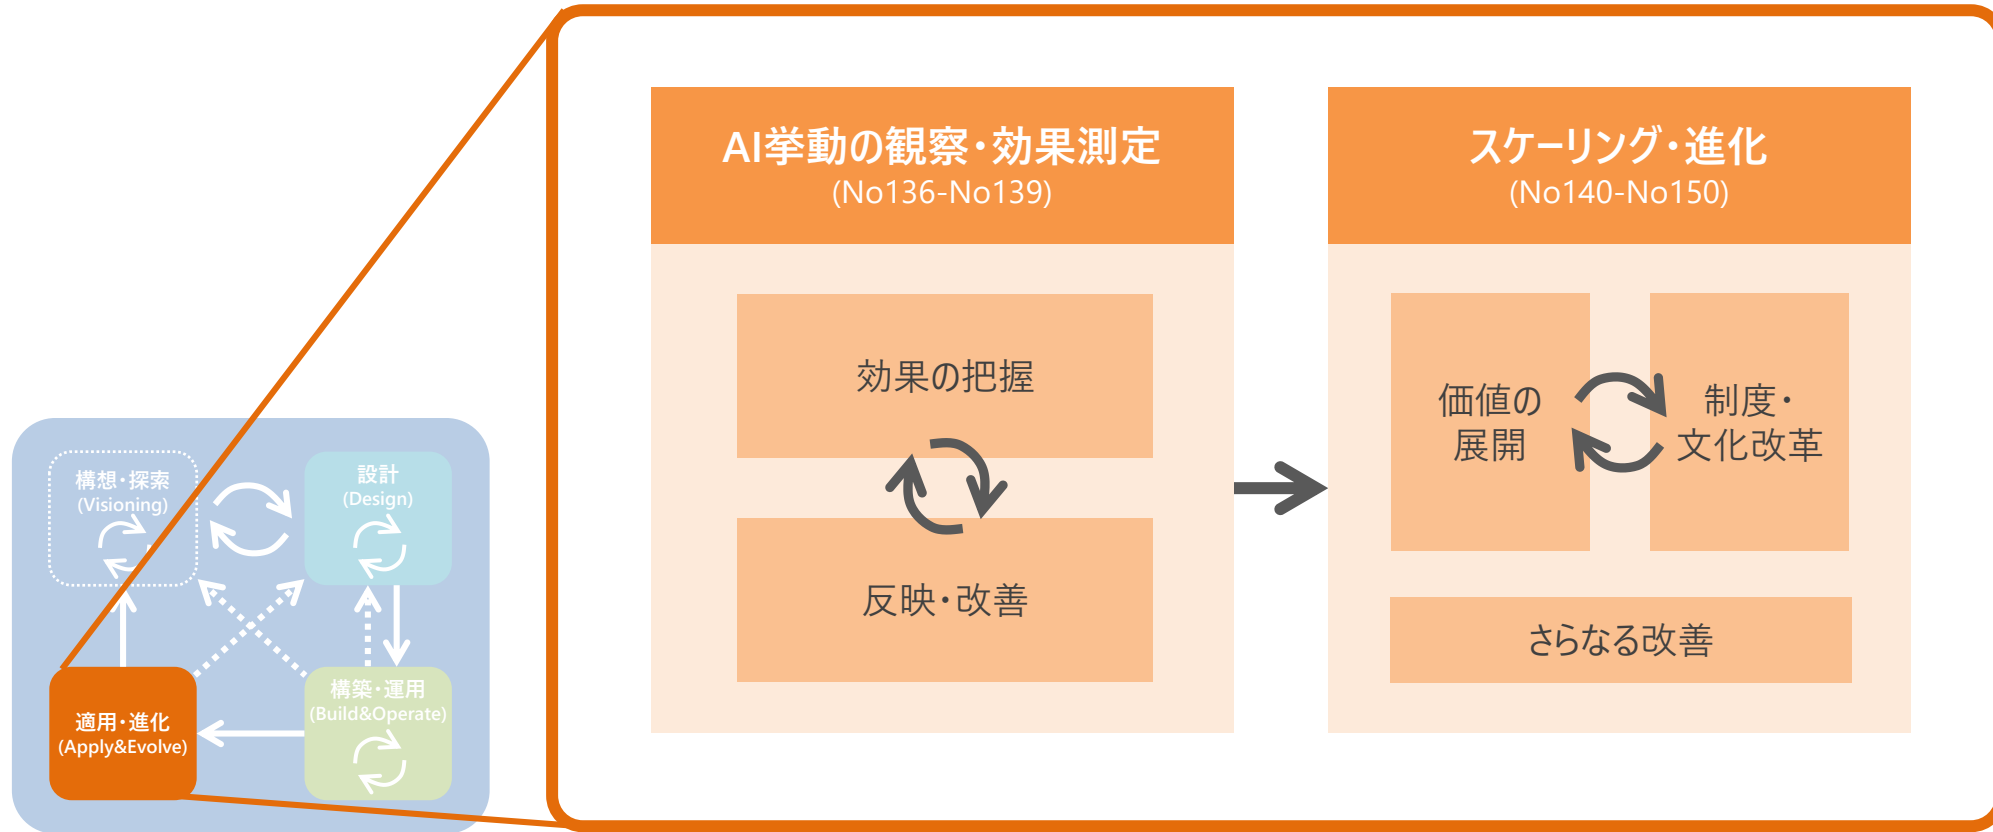 AI挙動の観察・効果測定
(No136-No139)
効果の把握
反映・改善
スケーリング・進化
(No140-No150)
価値の
展開
制度・
文化改革
さらなる改善
構想・探索
(Visioning)
設計
(Design)
適用・進化
(Apply&Evolve)
構築・運用
(Build&Operate)